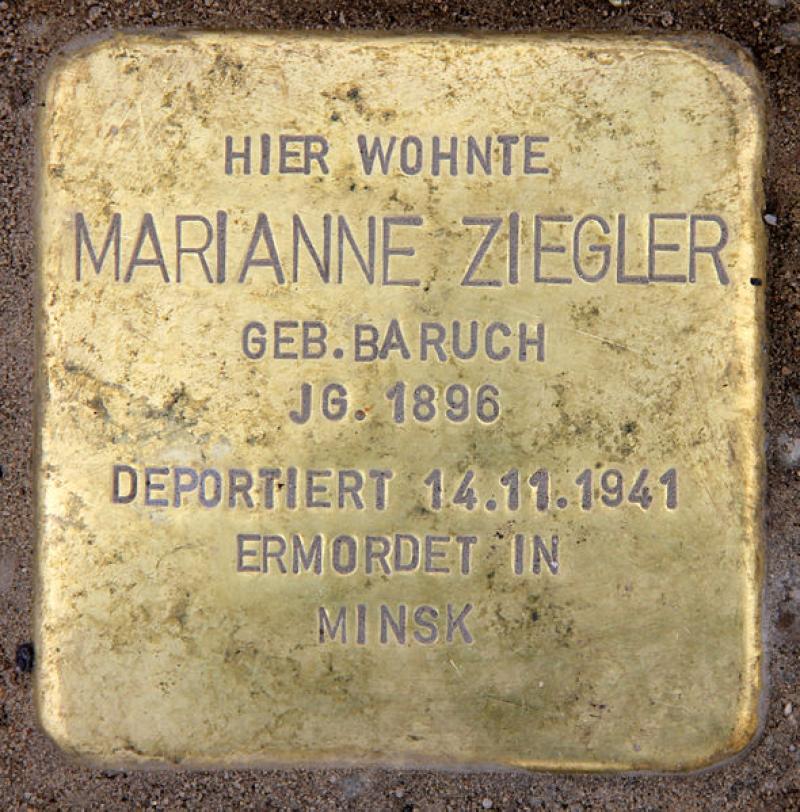 HIER WOHNTE
MARIANNE ZIEGLER
GEB. BARUCH
JG. 1896
DEPORTIERT 14.11.1941
ERMORDET IN
MINSK